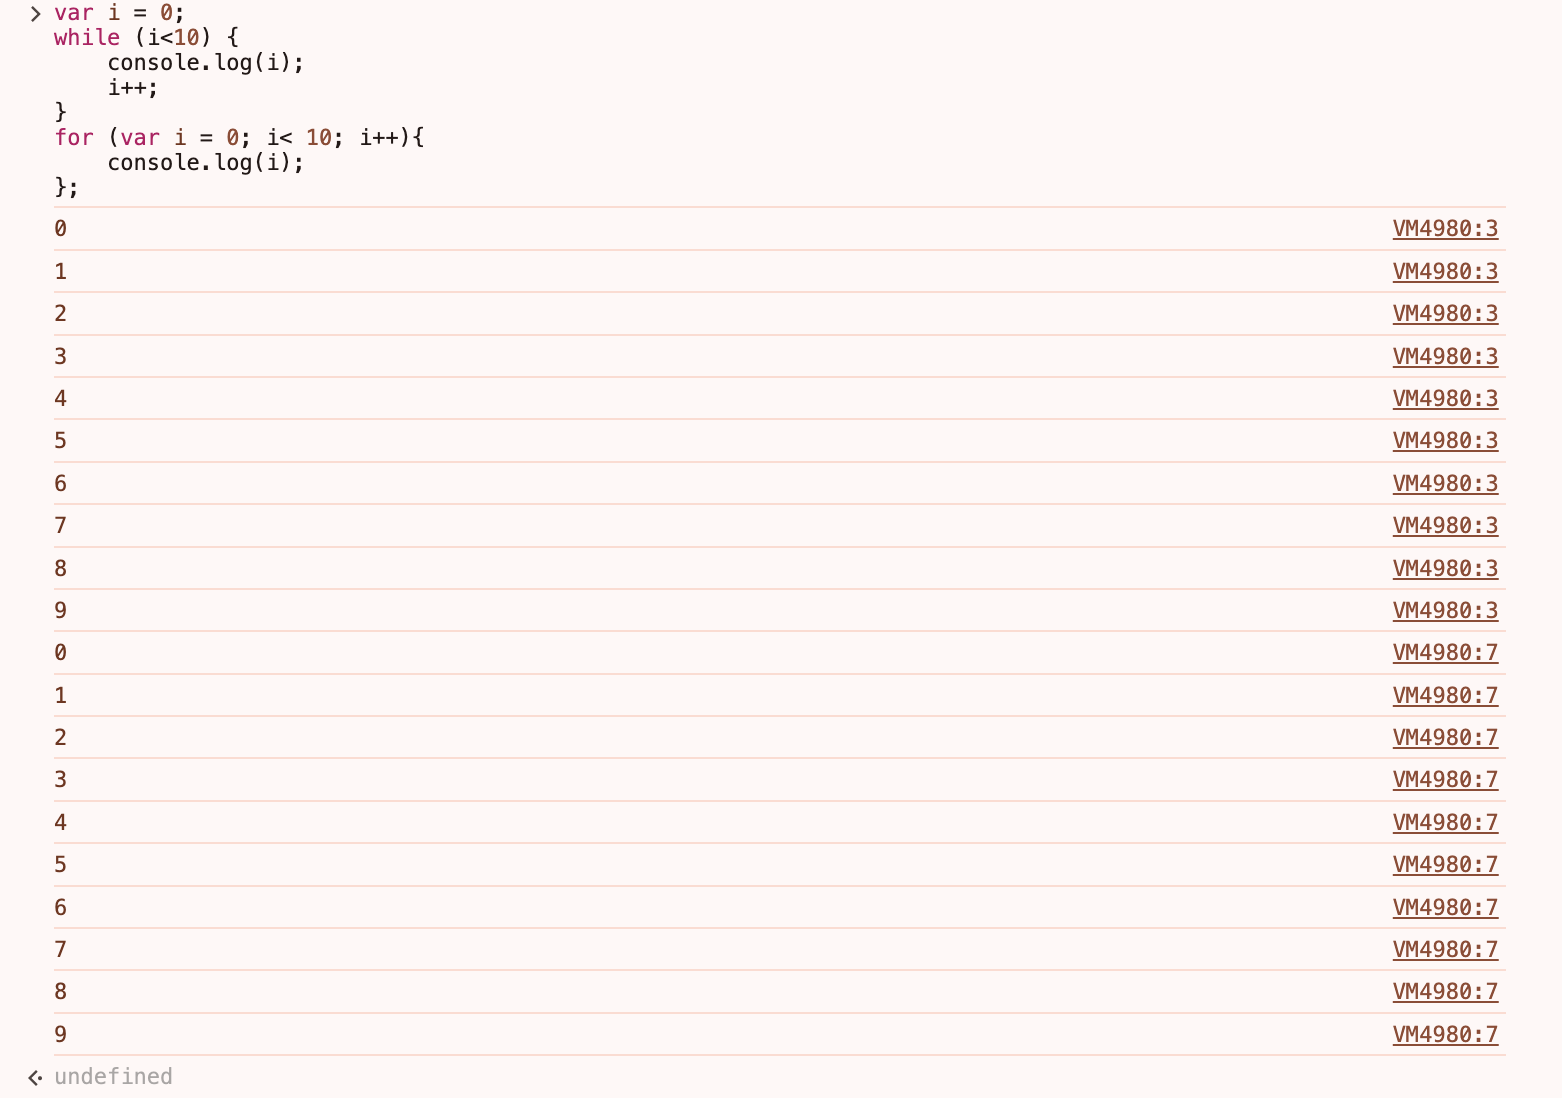 > var i = 0;
while (i<10) {
    console.log(i);
    i++;
}
for (var i = 0; i< 10; i++){
    console.log(i);
};
0 VM4980:3
1 VM4980:3
2 VM4980:3
3 VM4980:3
4 VM4980:3
5 VM4980:3
6 VM4980:3
7 VM4980:3
8 VM4980:3
9 VM4980:3
0 VM4980:7
1 VM4980:7
2 VM4980:7
3 VM4980:7
4 VM4980:7
5 VM4980:7
6 VM4980:7
7 VM4980:7
8 VM4980:7
9 VM4980:7
undefined